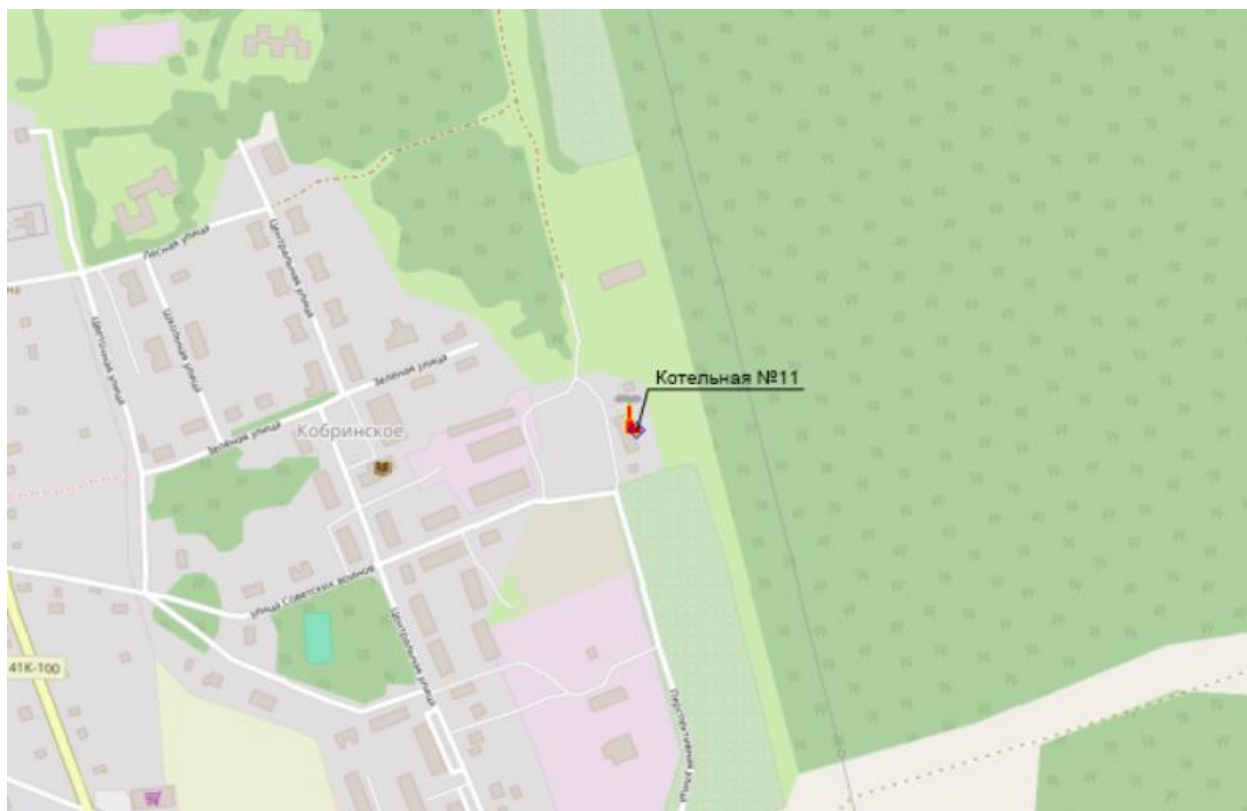 Лесная улица
Центральная улица
Цветочная улица
Школьная улица
Зелёная улица
Котельная №11
Кобринское
Зелёная улица
улица Советских воинов
Центральная улица
41К-100
Перспективная улица